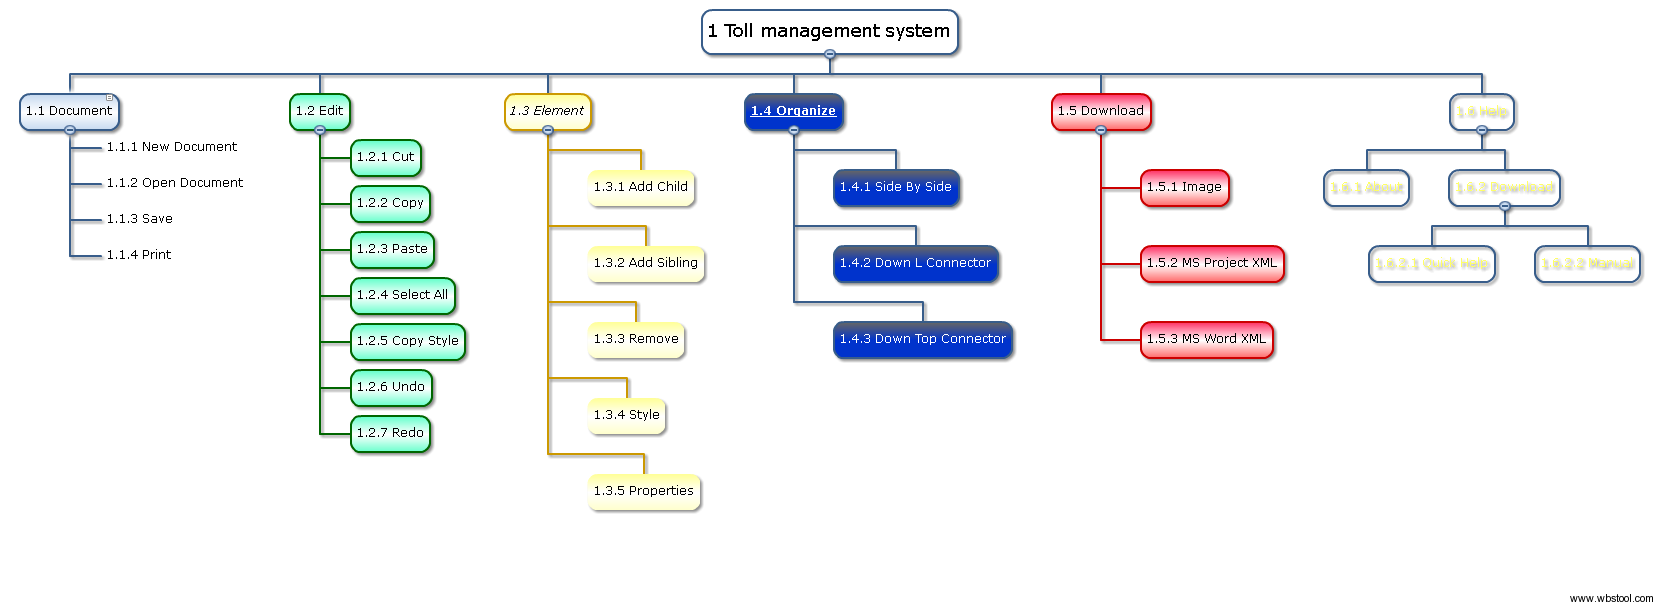 1 Toll management system
1.1 Document
1.1.1 New Document
1.1.2 Open Document
1.1.3 Save
1.1.4 Print
1.2 Edit
1.2.1 Cut
1.2.2 Copy
1.2.3 Paste
1.2.4 Select All
1.2.5 Copy Style
1.2.6 Undo
1.2.7 Redo
1.3 Element
1.3.1 Add Child
1.3.2 Add Sibling
1.3.3 Remove
1.3.4 Style
1.3.5 Properties
1.4 Organize
1.4.1 Side By Side
1.4.2 Down L Connector
1.4.3 Down Top Connector
1.5 Download
1.5.1 Image
1.5.2 MS Project XML
1.5.3 MS Word XML
1.6 Help
1.6.1 About
1.6.2 Download
1.6.2.1 Quick Help
1.6.2.2 Manual
www.wbstool.com